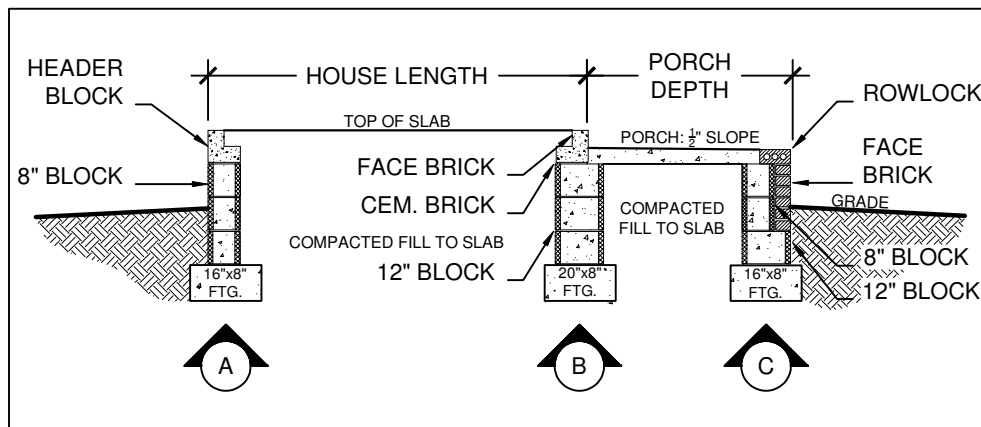 HEADER
BLOCK
HOUSE LENGTH
PORCH
DEPTH
ROWLOCK
TOP OF SLAB
PORCH: ½" SLOPE
8" BLOCK
FACE BRICK
FACE
BRICK
CEM. BRICK
GRADE
COMPACTED FILL TO SLAB
COMPACTED
FILL TO SLAB
12" BLOCK
8" BLOCK
12" BLOCK
16"x8"
FTG.
20"x8"
FTG.
16"x8"
FTG.
A
B
C